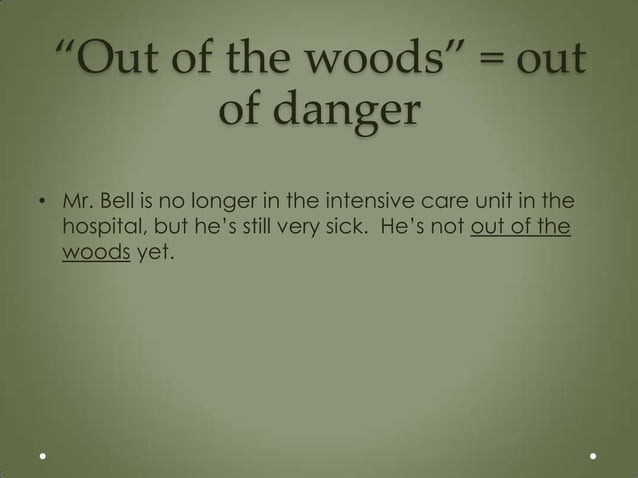 “Out of the woods” = out
of danger
• Mr. Bell is no longer in the intensive care unit in the
hospital, but he’s still very sick.  He’s not out of the
woods yet.